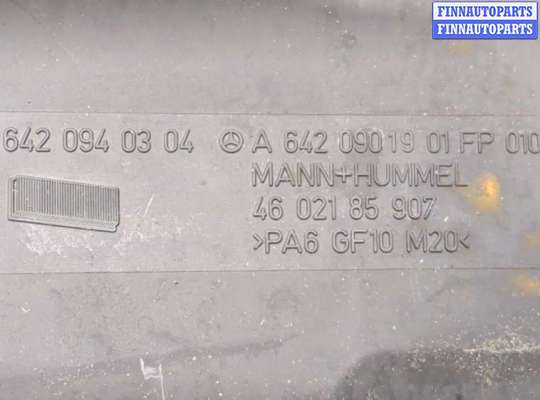 FINNAUTOPARTS
FINNAUTOPARTS
642 094 03 04 A 642 090 19 01 FP 010
MANN+HUMMEL
46 021 85 907
>PA6 GF10 M20<